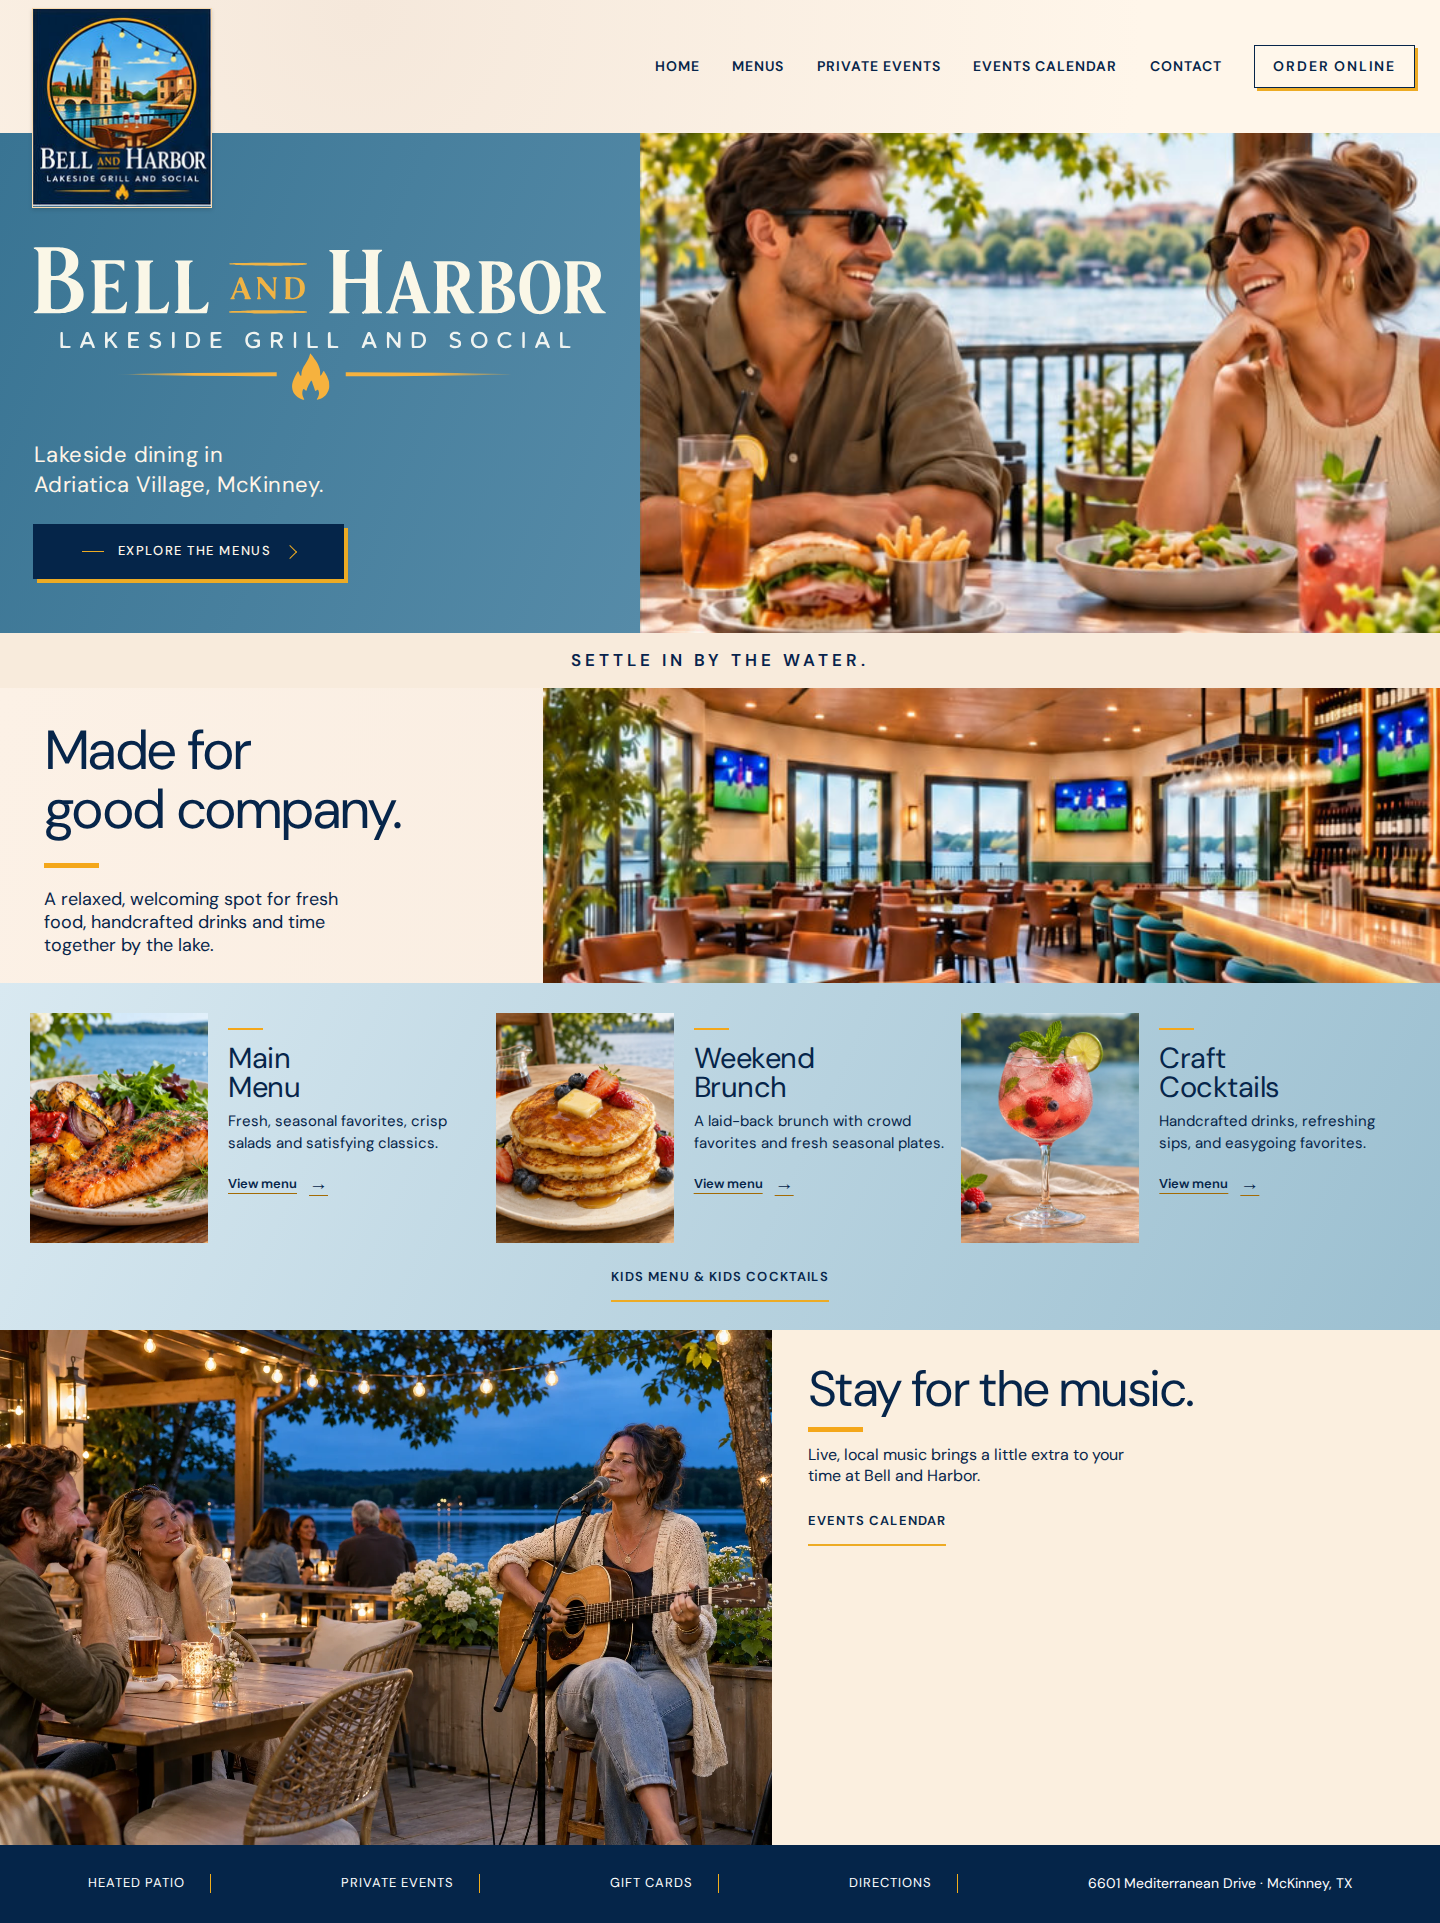 BELL AND HARBOR
LAKESIDE GRILL AND SOCIAL
HOME
MENUS
PRIVATE EVENTS
EVENTS CALENDAR
CONTACT
ORDER ONLINE
BELL AND HARBOR
LAKESIDE GRILL AND SOCIAL
Lakeside dining in
Adriatica Village, McKinney.
EXPLORE THE MENUS
SETTLE IN BY THE WATER.
Made for
good company.
A relaxed, welcoming spot for fresh
food, handcrafted drinks and time
together by the lake.
Main
Menu
Fresh, seasonal favorites, crisp
salads and satisfying classics.
View menu →
Weekend
Brunch
A laid-back brunch with crowd
favorites and fresh seasonal plates.
View menu →
Craft
Cocktails
Handcrafted drinks, refreshing
sips, and easygoing favorites.
View menu →
KIDS MENU & KIDS COCKTAILS
Stay for the music.
Live, local music brings a little extra to your
time at Bell and Harbor.
EVENTS CALENDAR
HEATED PATIO
PRIVATE EVENTS
GIFT CARDS
DIRECTIONS
6601 Mediterranean Drive · McKinney, TX